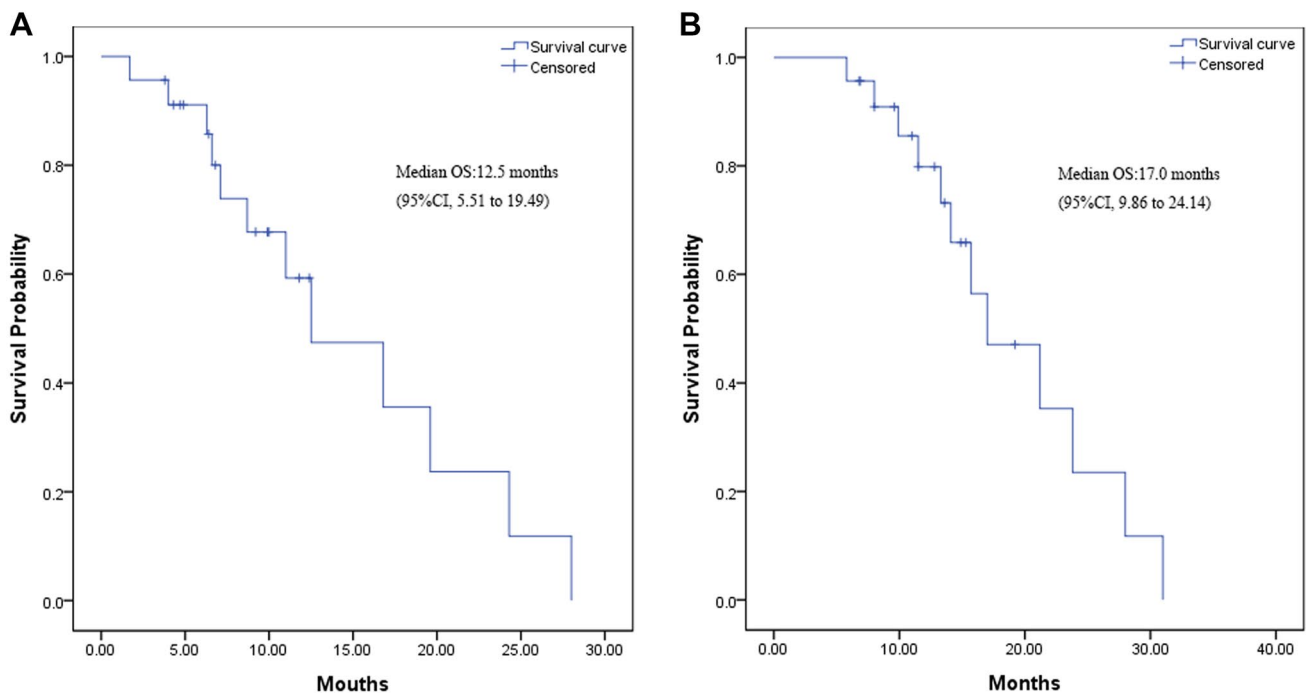 A
Survival curve
Censored
Median OS:12.5 months
(95%CI, 5.51 to 19.49)
Survival Probability
1.0
0.8
0.6
0.4
0.2
0.0
0.00 5.00 10.00 15.00 20.00 25.00 30.00
Mouths
B
Survival curve
Censored
Median OS:17.0 months
(95%CI, 9.86 to 24.14)
Survival Probability
1.0
0.8
0.6
0.4
0.2
0.0
0.00 10.00 20.00 30.00 40.00
Months